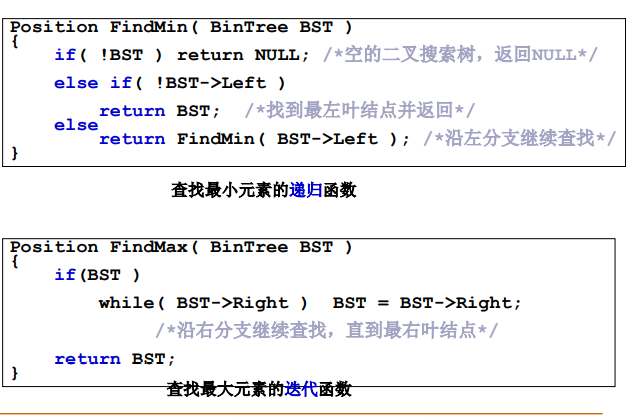 Position FindMin( BinTree BST )
{
if( !BST ) return NULL; /*空的二叉搜索树，返回NULL*/
else if( !BST->Left )
return BST; /*找到最左叶结点并返回*/
else
return FindMin( BST->Left ); /*沿左分支继续查找*/
}
查找最小元素的递归函数
Position FindMax( BinTree BST )
{
if(BST )
while( BST->Right ) BST = BST->Right;
/*沿右分支继续查找，直到最右叶结点*/
return BST;
}
查找最大元素的迭代函数